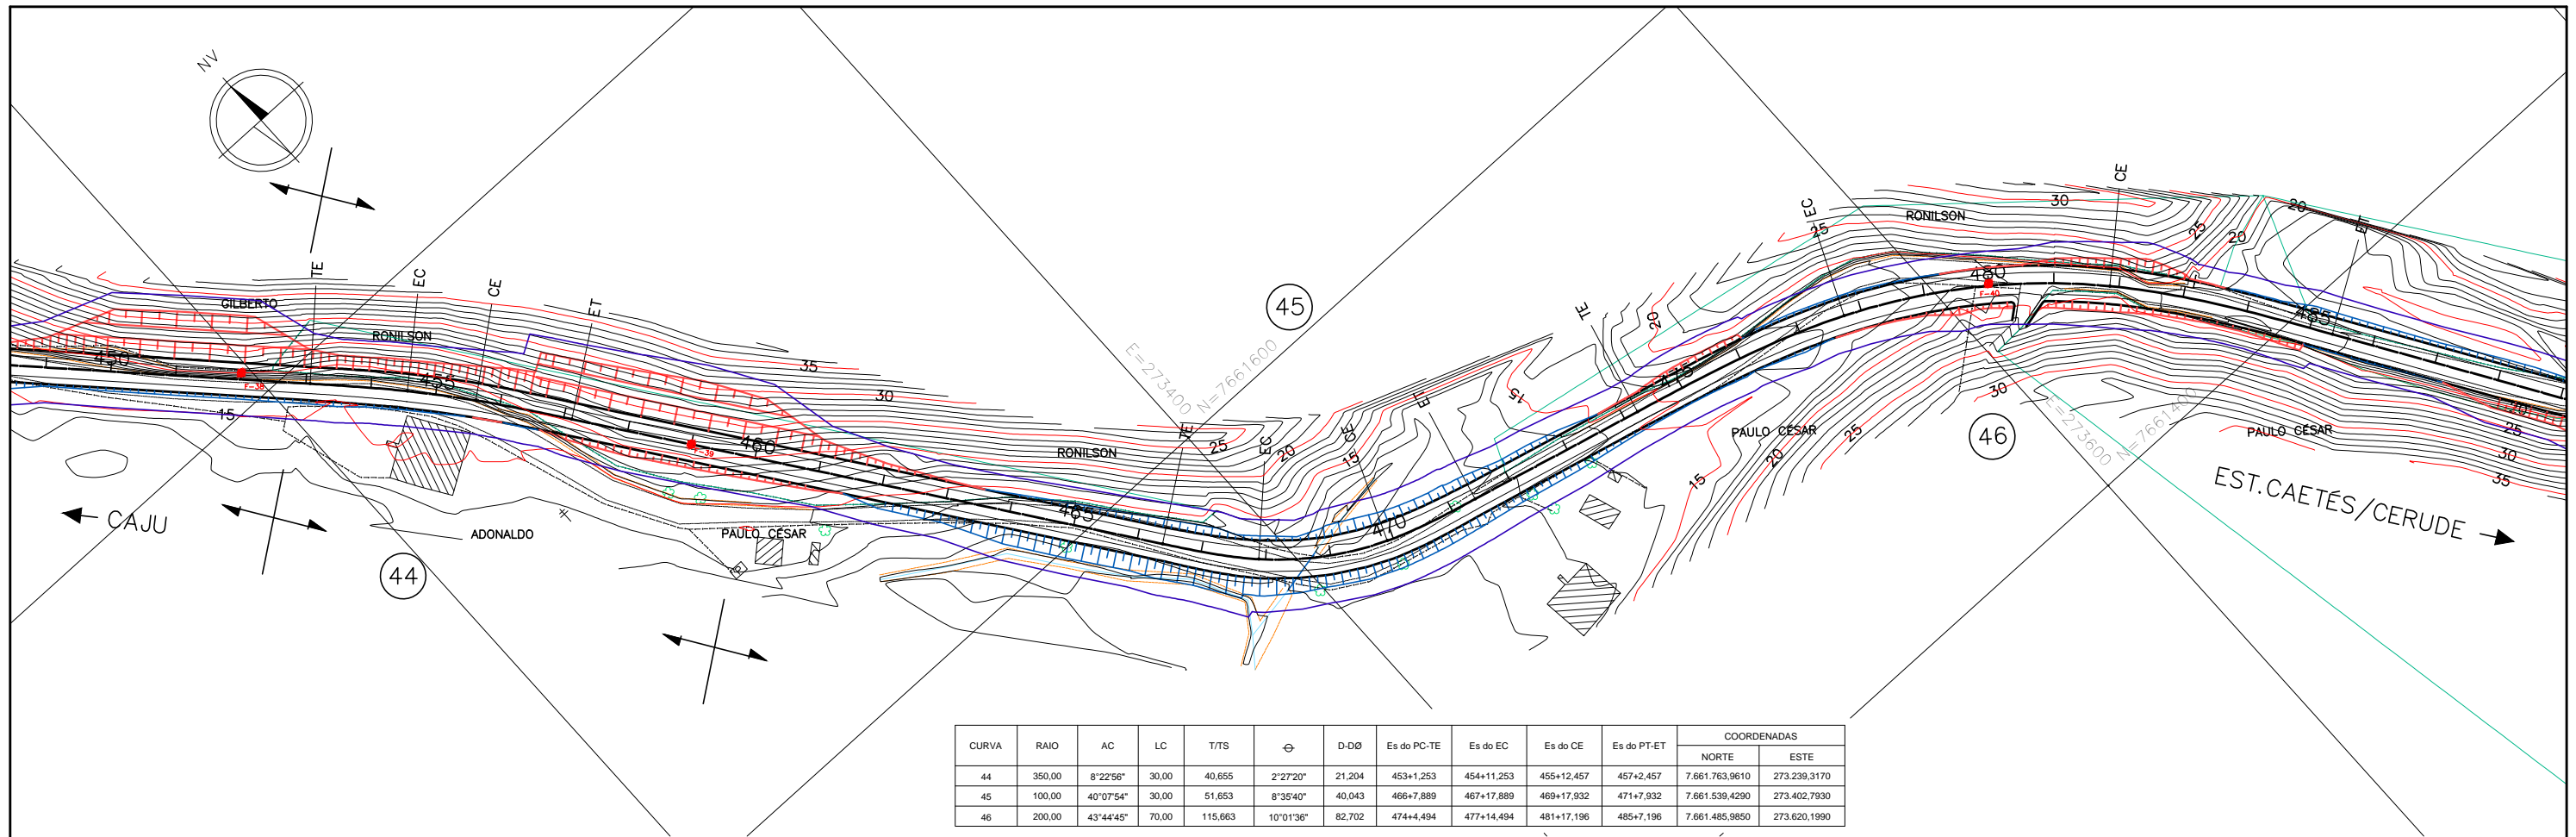 NV
TE
EC
CE
ET
GILBERTO
RONILSON
450
F-38
455
15
35
30
CAJU
44
ADONALDO
PAULO CÉSAR
F-39
460
E=273400
N=7661600
45
RONILSON
TE
25
EC
20
CE
15
ET
465
470
15
TE
20
475
25
EC
RONILSON
30
CE
480
F-40
25
20
20
ET
485
PAULO CÉSAR
15
20
25
30
46
E=273600
N=7661400
PAULO CÉSAR
20
25
30
35
EST.CAETÉS/CERUDE
CURVA RAIO AC LC T/TS D-DØ Es do PC-TE Es do EC Es do CE Es do PT-ET COORDENADAS
NORTE ESTE
44 350,00 8°22'56" 30,00 40,655 2°27'20" 21,204 453+1,253 454+11,253 455+12,457 457+2,457 7.661.763,9610 273.239,3170
45 100,00 40°07'54" 30,00 51,653 8°35'40" 40,043 466+7,889 467+17,889 469+17,932 471+7,932 7.661.539,4290 273.402,7930
46 200,00 43°44'45" 70,00 115,663 10°01'36" 82,702 474+4,494 477+14,494 481+17,196 485+7,196 7.661.485,9850 273.620,1990